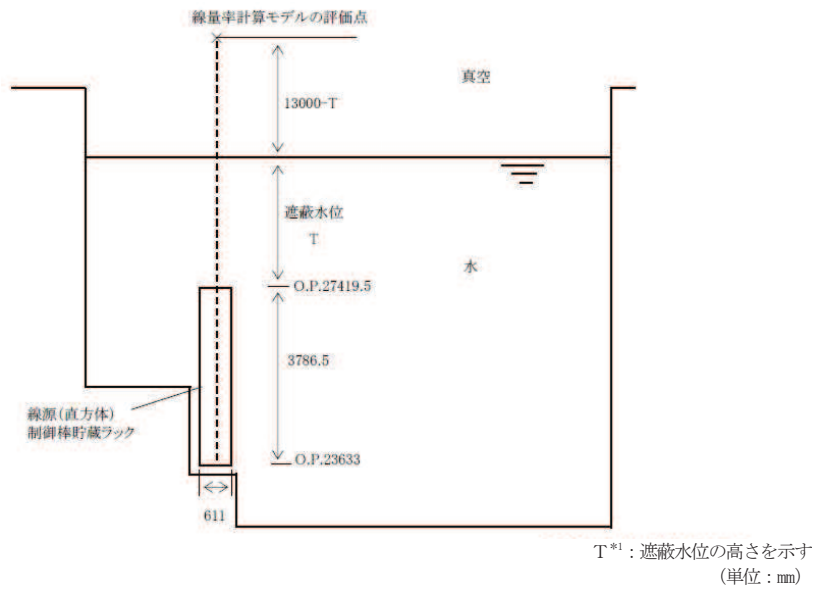 線量率計算モデルの評価点
真空
13000-T
遮蔽水位
T
水
O.P.27419.5
3786.5
線源(直方体)
制御棒貯蔵ラック
O.P.23633
611
T*1：遮蔽水位の高さを示す
(単位：mm)